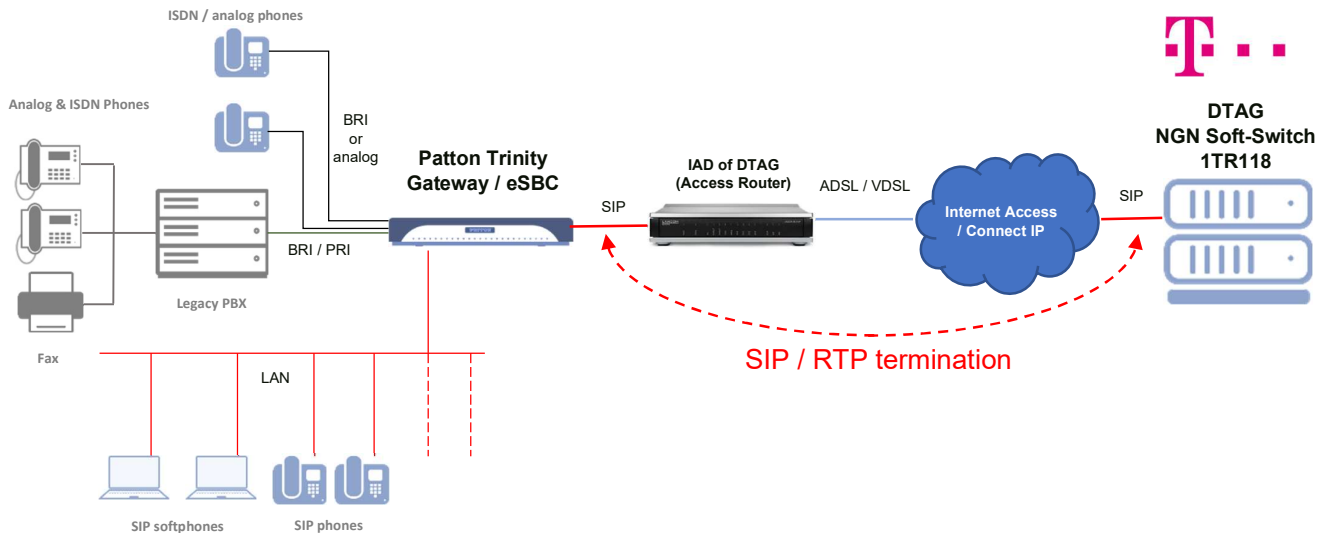 ISDN / analog phones
Analog & ISDN Phones
BRI
or
analog
Patton Trinity
Gateway / eSBC
IAD of DTAG
(Access Router)
DTAG
NGN Soft-Switch
1TR118
SIP
ADSL / VDSL
Internet Access
/ Connect IP
SIP
BRI / PRI
PATTON
Legacy PBX
Fax
LAN
SIP / RTP termination
SIP softphones
SIP phones